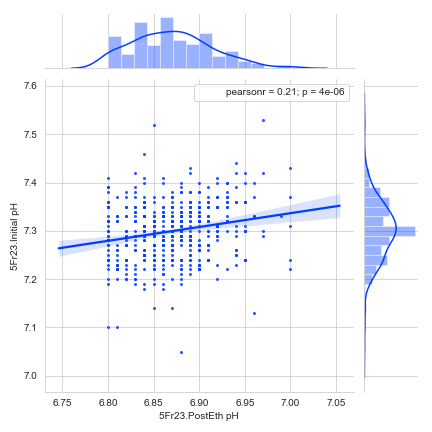 pearsonr = 0.21; p = 4e-06
7.6
7.5
7.4
7.3
7.2
7.1
7.0
5Fr23.Initial pH
6.75 6.80 6.85 6.90 6.95 7.00 7.05
5Fr23.PostEth pH